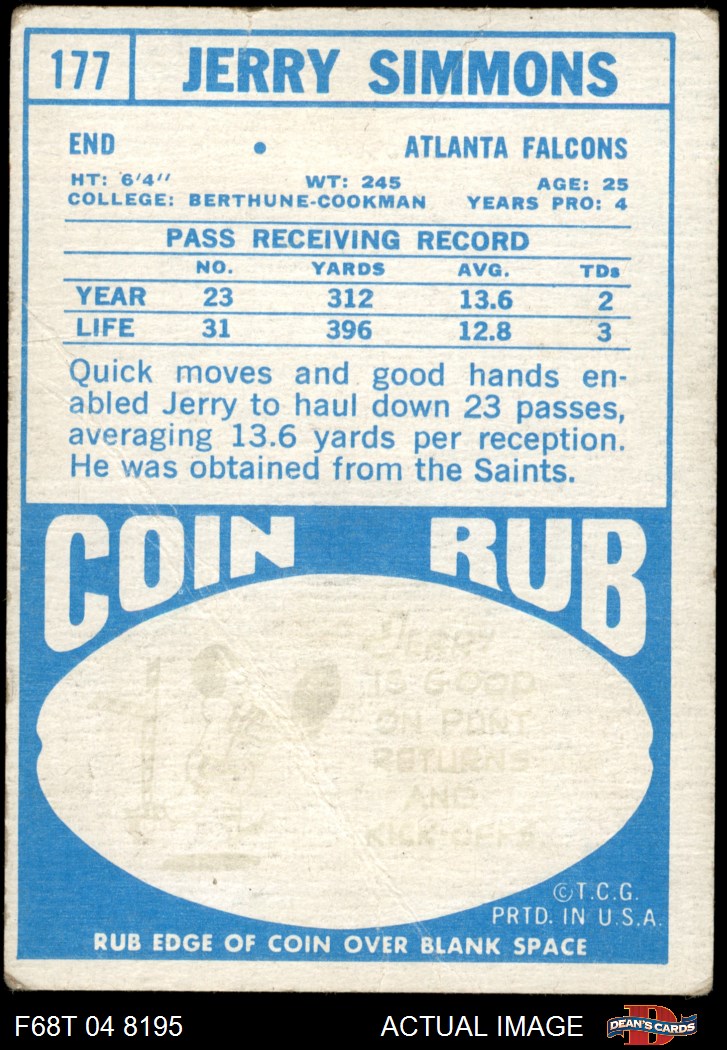 177 JERRY SIMMONS
END • ATLANTA FALCONS
HT: 6'4'' WT: 245 AGE: 25
COLLEGE: BERTHUNE-COOKMAN YEARS PRO: 4
PASS RECEIVING RECORD
NO. YARDS AVG. TDs
YEAR 23 312 13.6 2
LIFE 31 396 12.8 3
Quick moves and good hands en-
abled Jerry to haul down 23 passes,
averaging 13.6 yards per reception.
He was obtained from the Saints.
COIN RUB
JERRY
IS GOOD
ON PUNT
RETURNS
AND
KICK-OFFS
©T.C.G.
PRTD. IN U.S.A.
RUB EDGE OF COIN OVER BLANK SPACE
F68T 04 8195 ACTUAL IMAGE DEAN'S CARDS